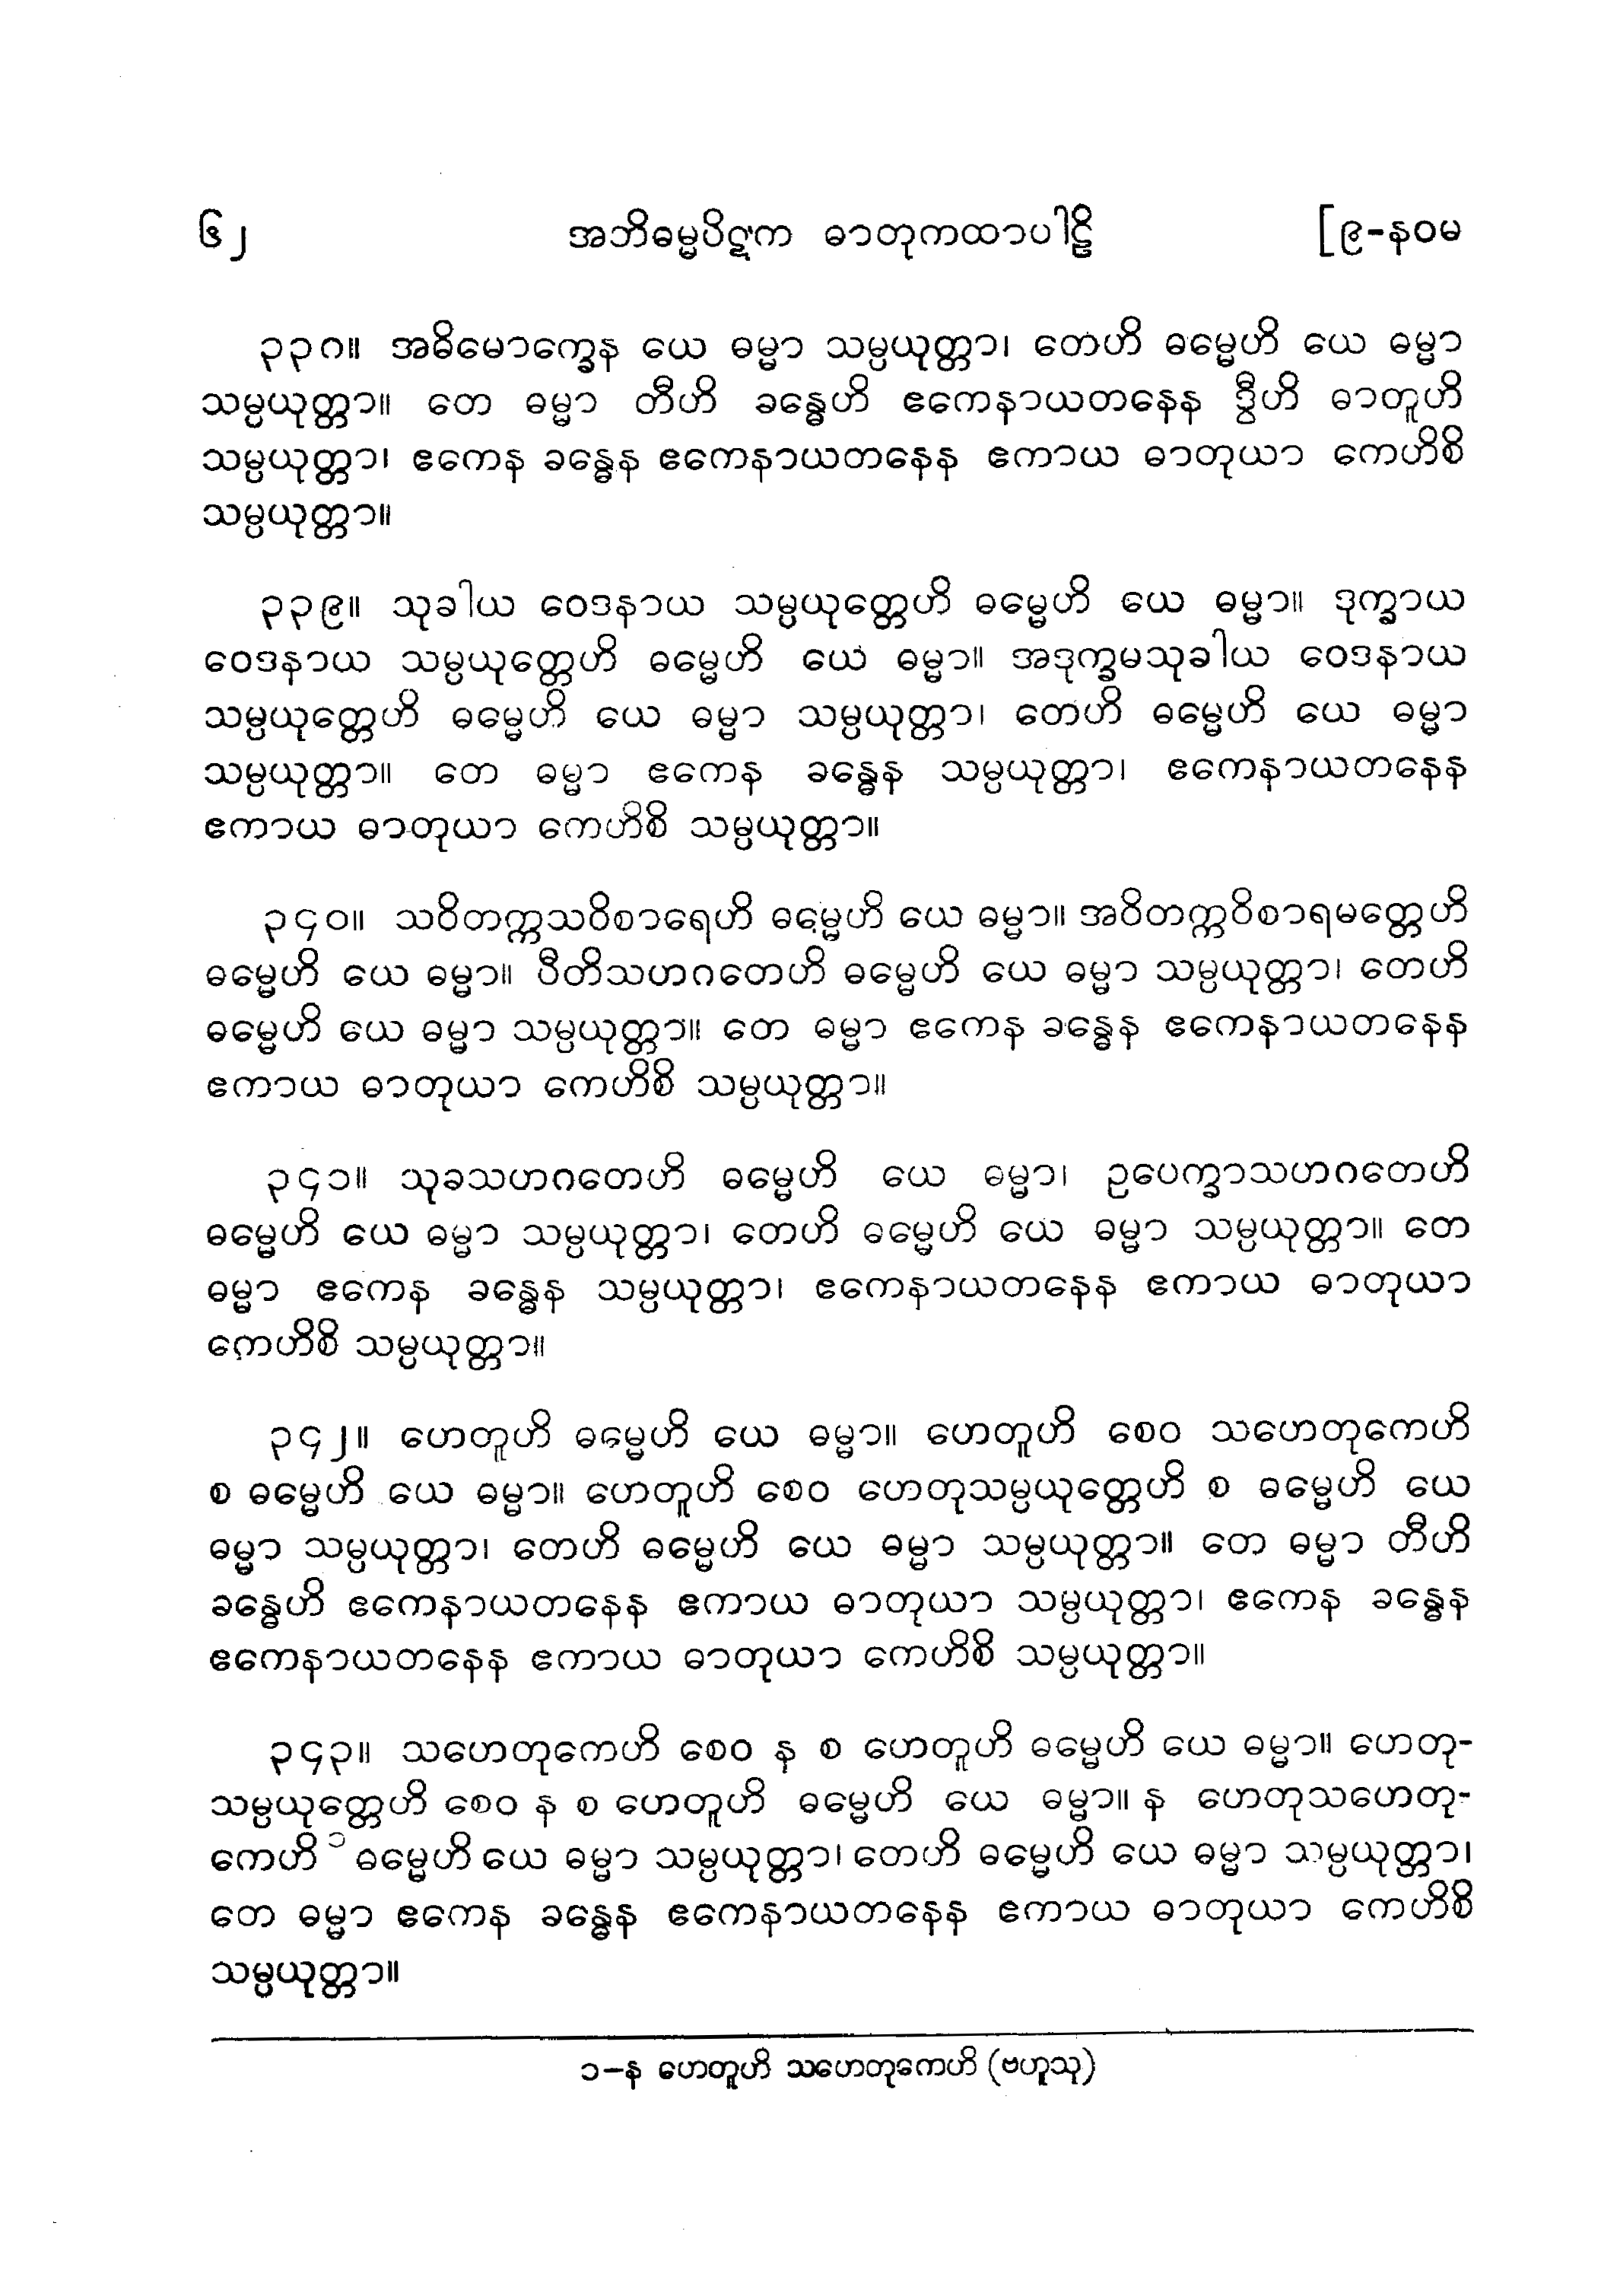 ၆၂ အဘိဓမ္မပိဋက ဓာတုကထာပါဠိ [၉-နဝမ
၃၃၈။ အဓိမောက္ခေန ယေ ဓမ္မာ သမ္ပယုတ္တာ၊ တေဟိ ဓမ္မေဟိ ယေ ဓမ္မာ
သမ္ပယုတ္တာ။ တေ ဓမ္မာ တီဟိ ခန္ဓေဟိ ဧကေနာယတနေန ဒွီဟိ ဓာတူဟိ
သမ္ပယုတ္တာ၊ ဧကေန ခန္ဓေန ဧကေနာယတနေန ဧကာယ ဓာတုယာ ကေဟိစိ
သမ္ပယုတ္တာ။
၃၃၉။ သုခါယ ဝေဒနာယ သမ္ပယုတ္တေဟိ ဓမ္မေဟိ ယေ ဓမ္မာ။ ဒုက္ခာယ
ဝေဒနာယ သမ္ပယုတ္တေဟိ ဓမ္မေဟိ ယေ ဓမ္မာ။ အဒုက္ခမသုခါယ ဝေဒနာယ
သမ္ပယုတ္တေဟိ ဓမ္မေဟိ ယေ ဓမ္မာ သမ္ပယုတ္တာ၊ တေဟိ ဓမ္မေဟိ ယေ ဓမ္မာ
သမ္ပယုတ္တာ။ တေ ဓမ္မာ ဧကေန ခန္ဓေန သမ္ပယုတ္တာ၊ ဧကေနာယတနေန
ဧကာယ ဓာတုယာ ကေဟိစိ သမ္ပယုတ္တာ။
၃၄၀။ သဝိတက္ကသဝိစာရေဟိ ဓမ္မေဟိ ယေ ဓမ္မာ။ အဝိတက္ကဝိစာရမတ္တေဟိ
ဓမ္မေဟိ ယေ ဓမ္မာ။ ပီတိသဟဂတေဟိ ဓမ္မေဟိ ယေ ဓမ္မာ သမ္ပယုတ္တာ၊ တေဟိ
ဓမ္မေဟိ ယေ ဓမ္မာ သမ္ပယုတ္တာ။ တေ ဓမ္မာ ဧကေန ခန္ဓေန ဧကေနာယတနေန
ဧကာယ ဓာတုယာ ကေဟိစိ သမ္ပယုတ္တာ။
၃၄၁။ သုခသဟဂတေဟိ ဓမ္မေဟိ ယေ ဓမ္မာ၊ ဥပေက္ခာသဟဂတေဟိ
ဓမ္မေဟိ ယေ ဓမ္မာ သမ္ပယုတ္တာ၊ တေဟိ ဓမ္မေဟိ ယေ ဓမ္မာ သမ္ပယုတ္တာ။ တေ
ဓမ္မာ ဧကေန ခန္ဓေန သမ္ပယုတ္တာ၊ ဧကေနာယတနေန ဧကာယ ဓာတုယာ
ကေဟိစိ သမ္ပယုတ္တာ။
၃၄၂။ ဟေတူဟိ ဓမ္မေဟိ ယေ ဓမ္မာ။ ဟေတူဟိ စေဝ သဟေတုကေဟိ
စ ဓမ္မေဟိ ယေ ဓမ္မာ။ ဟေတူဟိ စေဝ ဟေတုသမ္ပယုတ္တေဟိ စ ဓမ္မေဟိ ယေ
ဓမ္မာ သမ္ပယုတ္တာ၊ တေဟိ ဓမ္မေဟိ ယေ ဓမ္မာ သမ္ပယုတ္တာ။ တေ ဓမ္မာ တီဟိ
ခန္ဓေဟိ ဧကေနာယတနေန ဧကာယ ဓာတုယာ သမ္ပယုတ္တာ၊ ဧကေန ခန္ဓေန
ဧကေနာယတနေန ဧကာယ ဓာတုယာ ကေဟိစိ သမ္ပယုတ္တာ။
၃၄၃။ သဟေတုကေဟိ စေဝ န စ ဟေတူဟိ ဓမ္မေဟိ ယေ ဓမ္မာ။ ဟေတု-
သမ္ပယုတ္တေဟိ စေဝ န စ ဟေတူဟိ ဓမ္မေဟိ ယေ ဓမ္မာ။ န ဟေတုသဟေတု-
ကေဟိ ၁ ဓမ္မေဟိ ယေ ဓမ္မာ သမ္ပယုတ္တာ၊ တေဟိ ဓမ္မေဟိ ယေ ဓမ္မာ သမ္ပယုတ္တာ၊
တေ ဓမ္မာ ဧကေန ခန္ဓေန ဧကေနာယတနေန ဧကာယ ဓာတုယာ ကေဟိစိ
သမ္ပယုတ္တာ။
၁-န ဟေတူဟိ သဟေတုကေဟိ (ဗဟူသု)